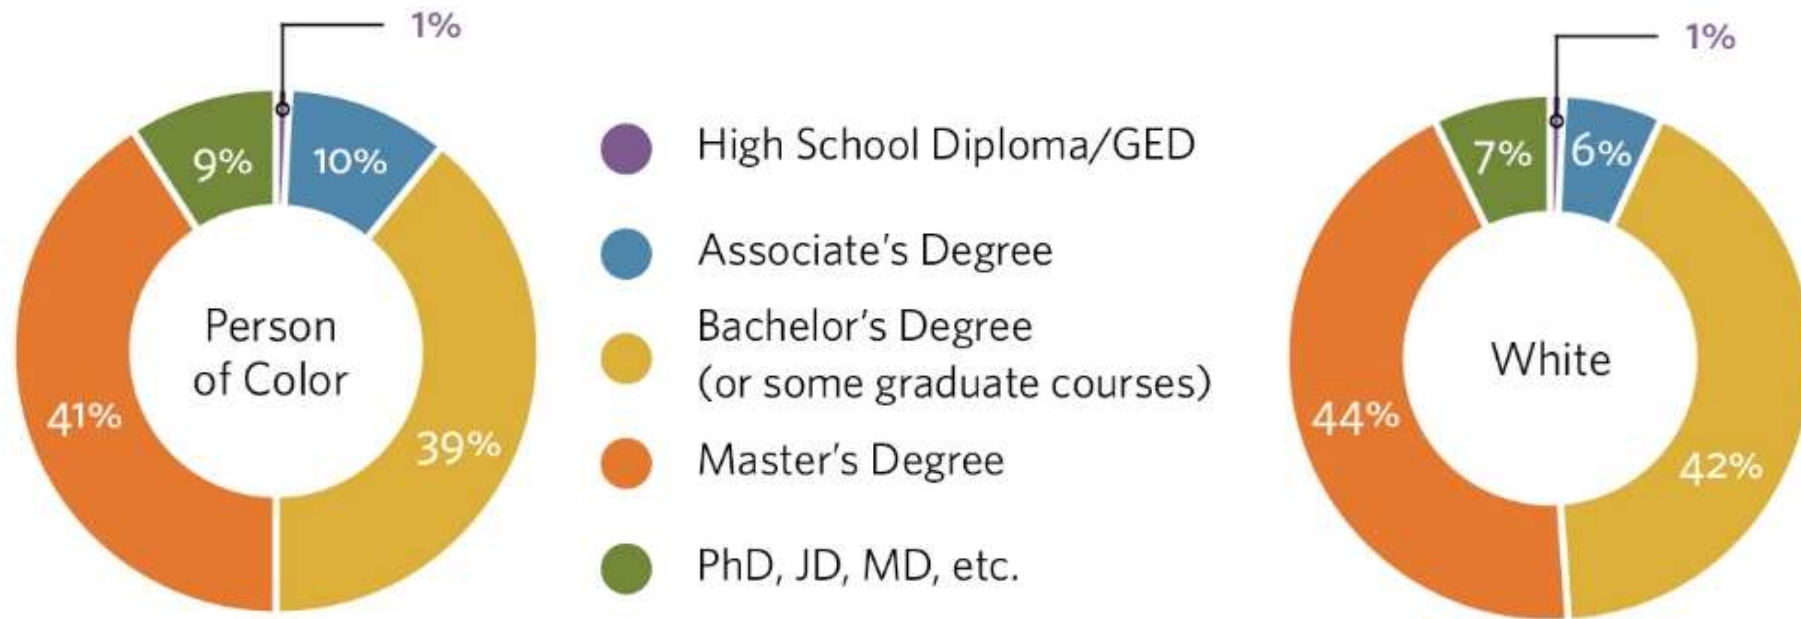 1%
9%
10%
41%
39%
Person
of Color
High School Diploma/GED
Associate's Degree
Bachelor's Degree
(or some graduate courses)
Master's Degree
PhD, JD, MD, etc.
1%
7%
6%
44%
42%
White